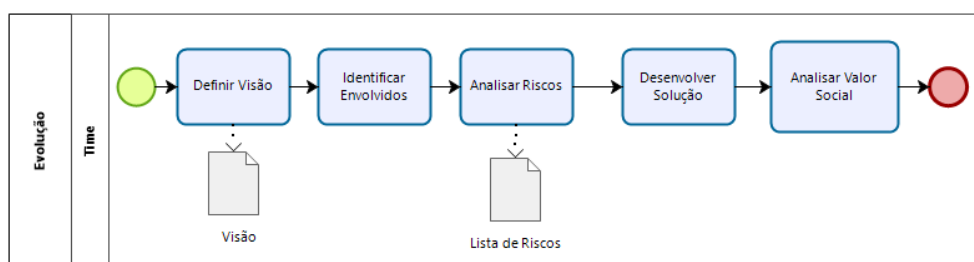 Evolução
Time
Definir Visão
Identificar
Envolvidos
Analisar Riscos
Desenvolver
Solução
Analisar Valor
Social
Visão
Lista de Riscos